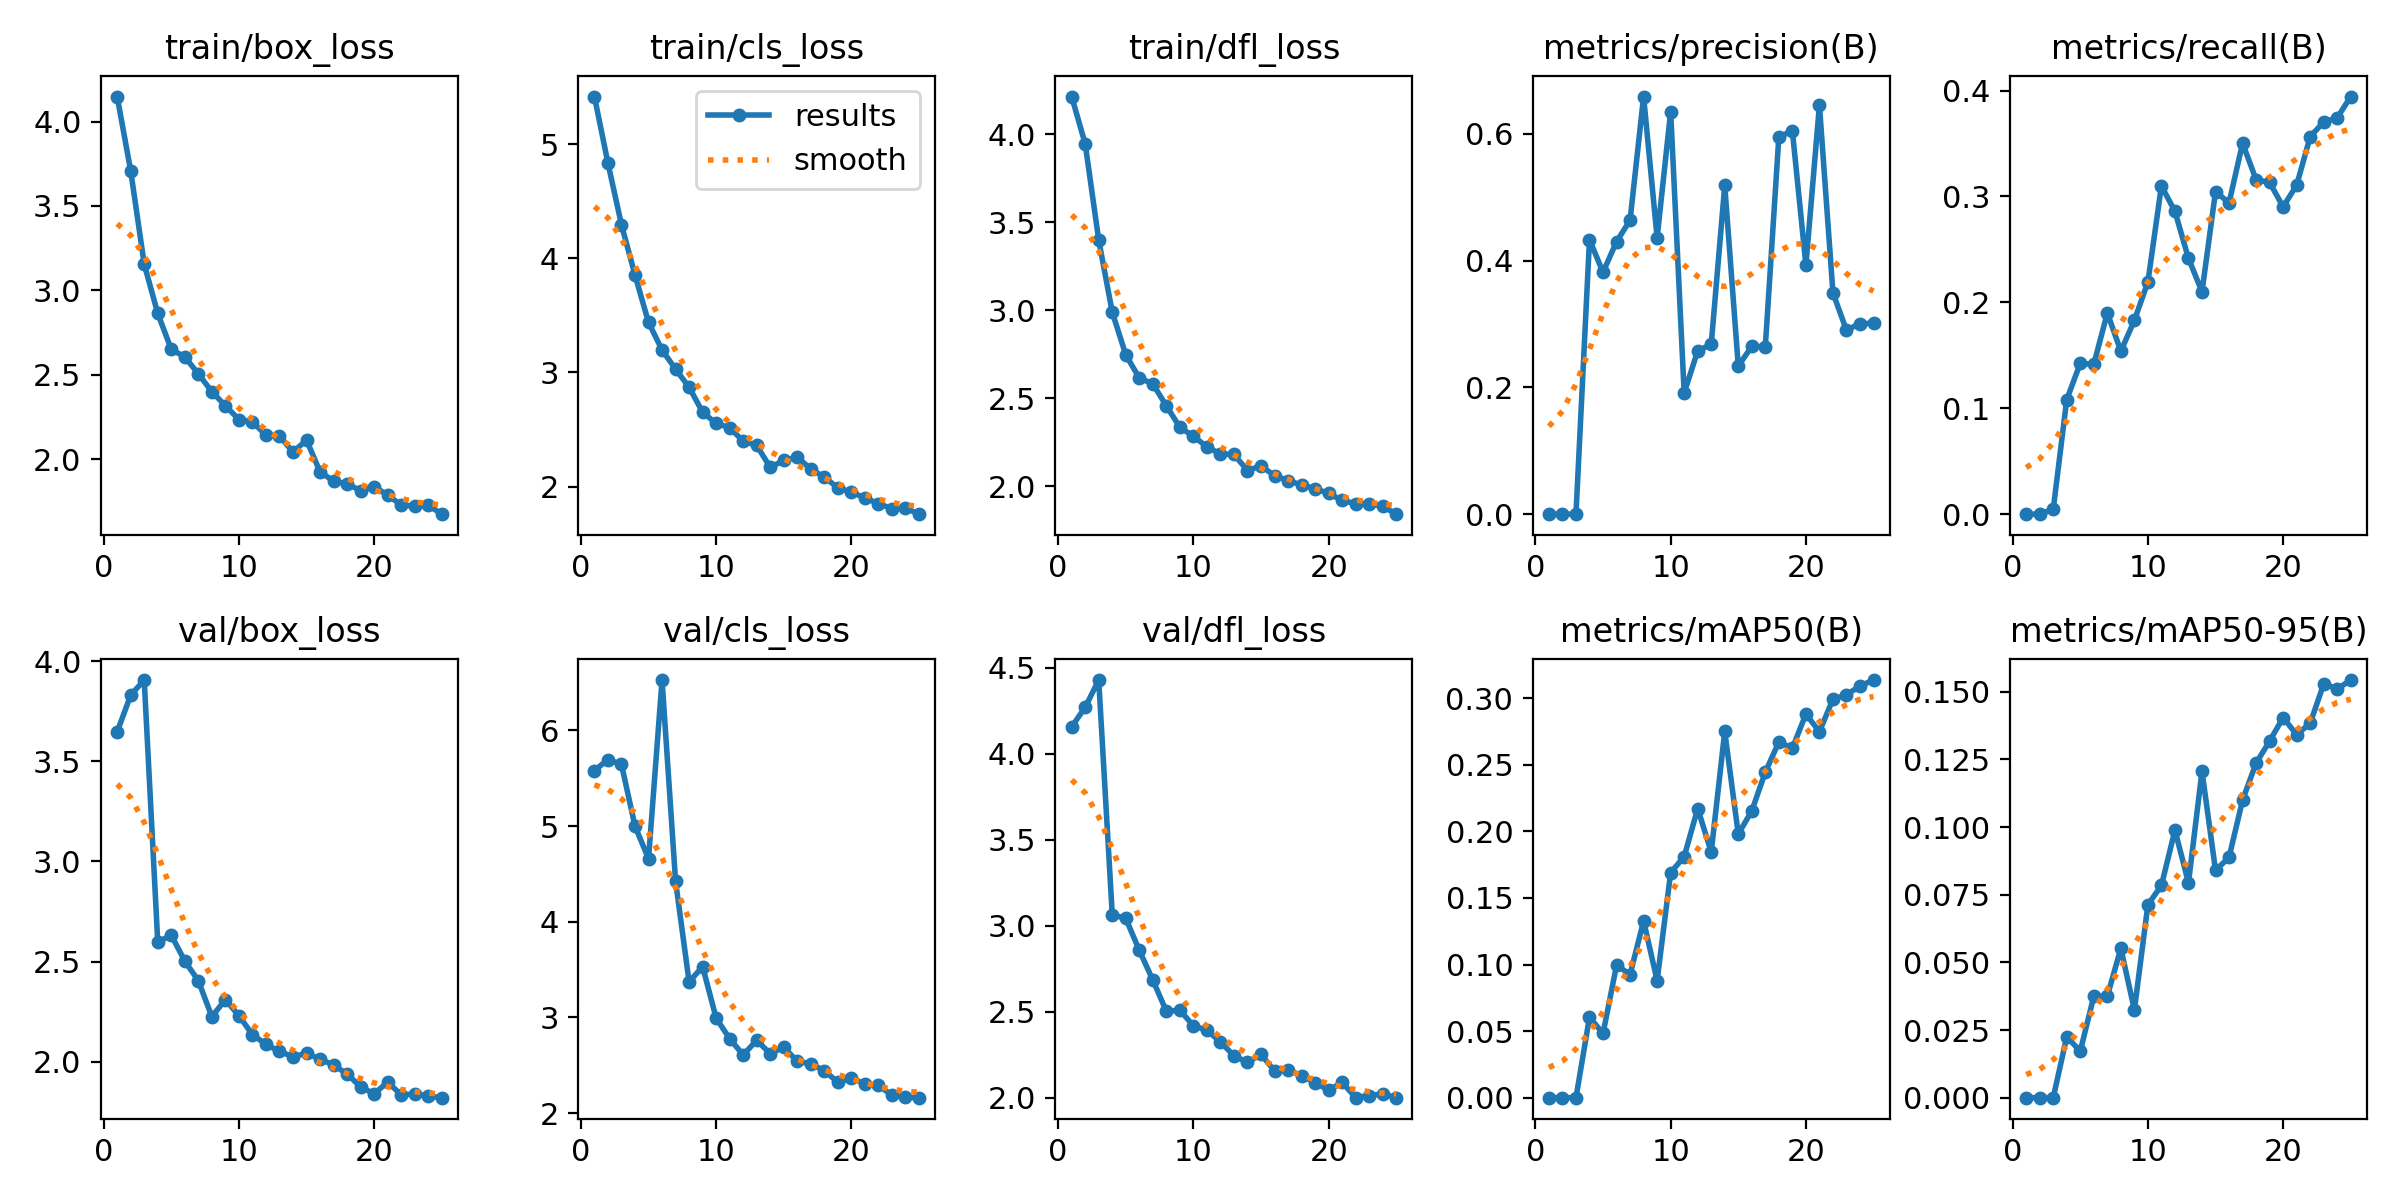 train/box_loss
4.0
3.5
3.0
2.5
2.0
0 10 20
train/cls_loss
results
smooth
5
4
3
2
0 10 20
train/dfl_loss
4.0
3.5
3.0
2.5
2.0
0 10 20
metrics/precision(B)
0.6
0.4
0.2
0.0
0 10 20
metrics/recall(B)
0.4
0.3
0.2
0.1
0.0
0 10 20
val/box_loss
4.0
3.5
3.0
2.5
2.0
0 10 20
val/cls_loss
6
5
4
3
2
0 10 20
val/dfl_loss
4.5
4.0
3.5
3.0
2.5
2.0
0 10 20
metrics/mAP50(B)
0.30
0.25
0.20
0.15
0.10
0.05
0.00
0 10 20
metrics/mAP50-95(B)
0.150
0.125
0.100
0.075
0.050
0.025
0.000
0 10 20